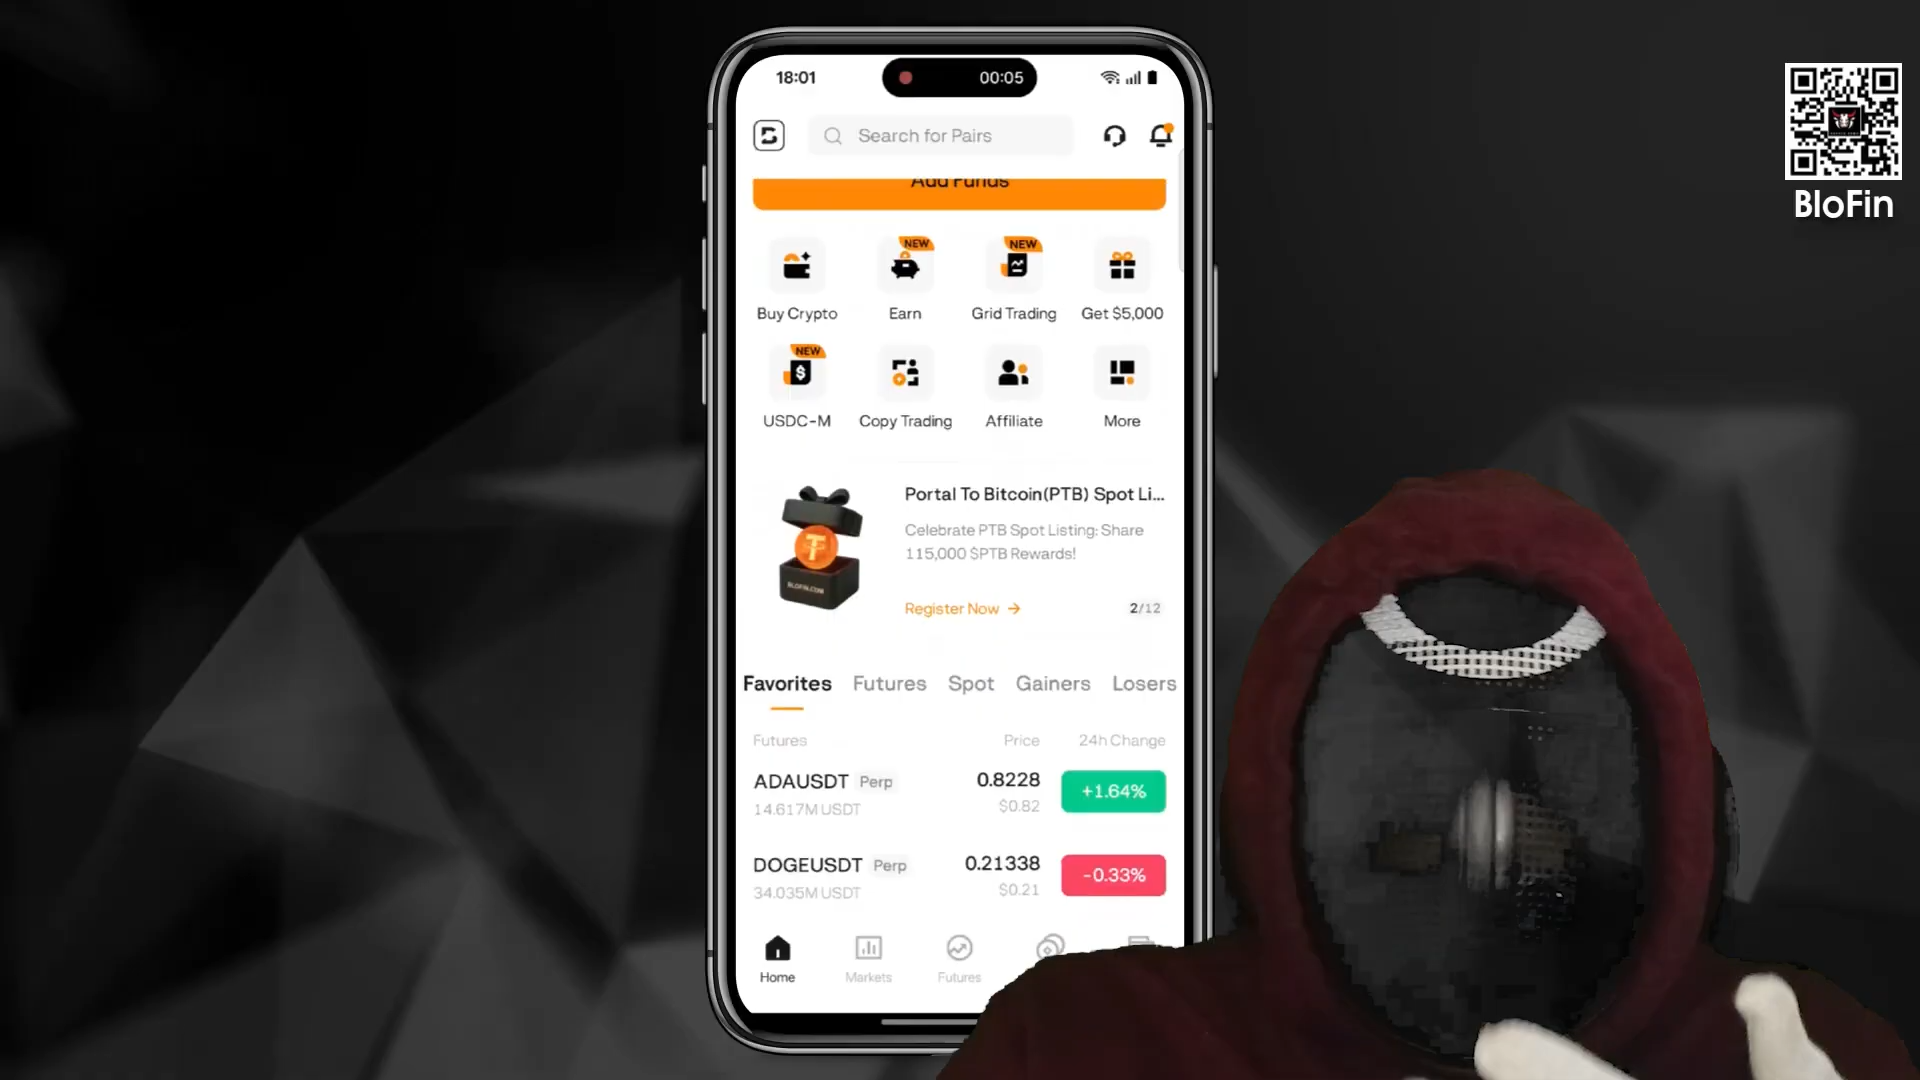 18:01
00:05
Search for Pairs
BloFin
Add Funds
NEW
NEW
Buy Crypto
Earn
Grid Trading
Get $5,000
NEW
USDC-M
Copy Trading
Affiliate
More
Portal To Bitcoin(PTB) Spot Li...
Celebrate PTB Spot Listing: Share
115,000 $PTB Rewards!
BLOFIN.COM
Register Now →
2/12
Favorites
Futures
Spot
Gainers
Losers
Futures
Price
24h Change
ADAUSDT Perp
0.8228
+1.64%
14.617M USDT
$0.82
DOGEUSDT Perp
0.21338
-0.33%
34.035M USDT
$0.21
Home
Markets
Futures